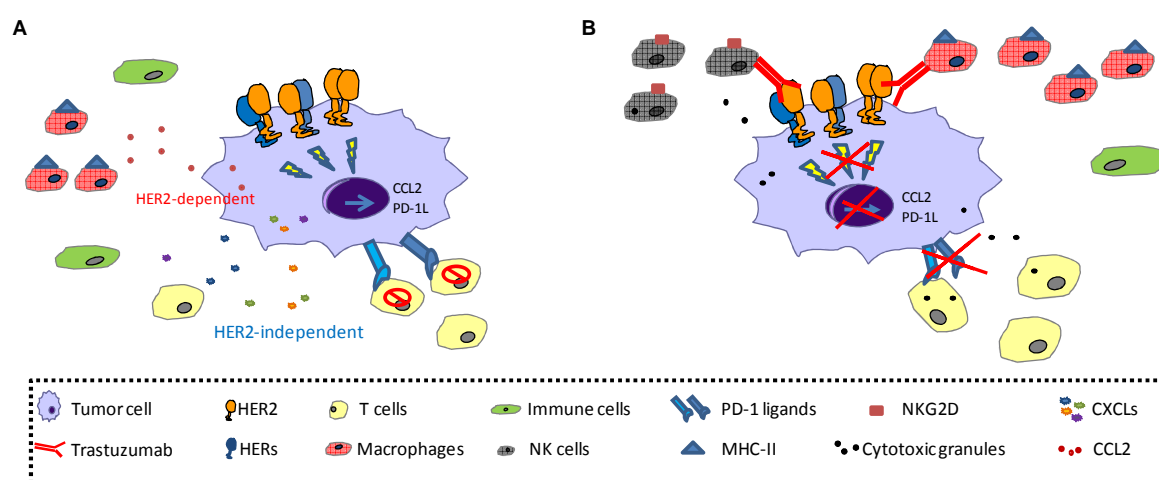 A
B
HER2-dependent
CCL2
PD-1L
HER2-independent
CCL2
PD-1L
Tumor cell
HER2
T cells
Immune cells
PD-1 ligands
NKG2D
CXCLs
Trastuzumab
HERs
Macrophages
NK cells
MHC-II
Cytotoxic granules
CCL2